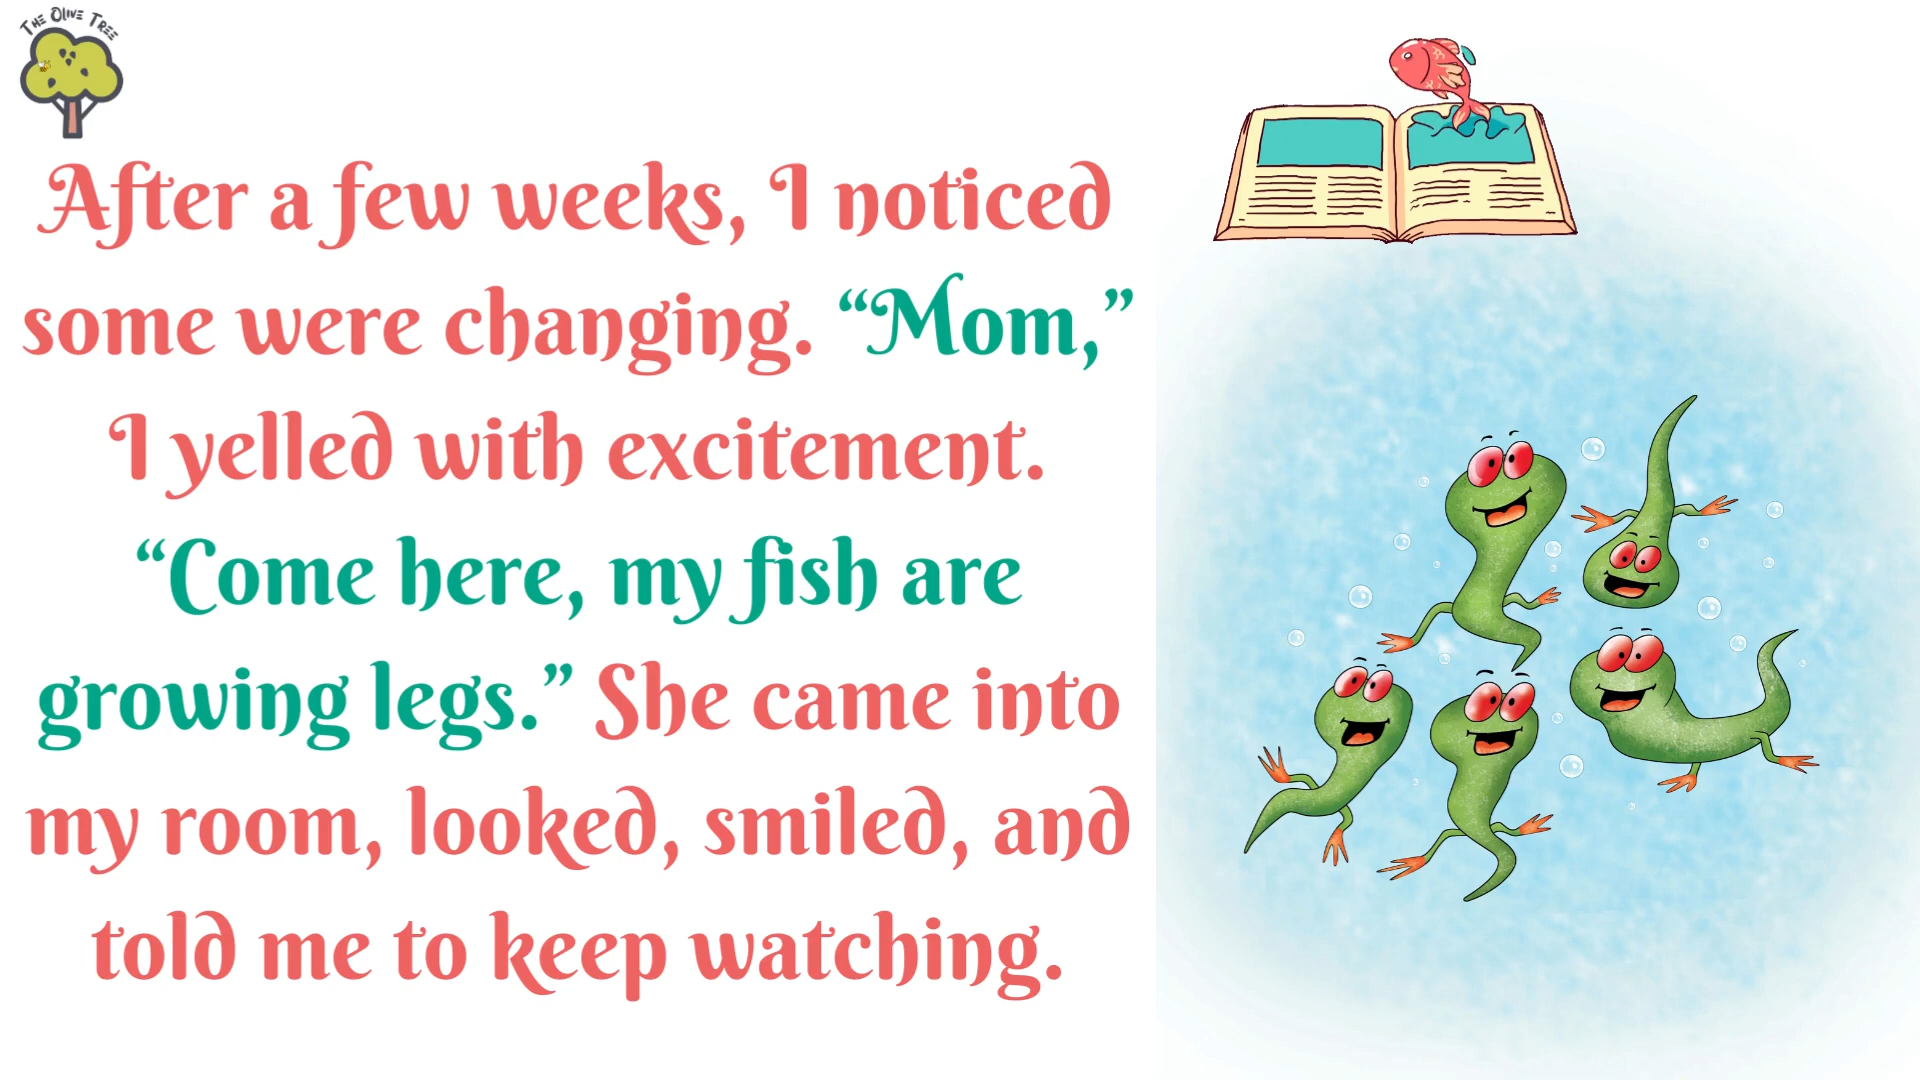 The Olive Tree
After a few weeks, I noticed
some were changing. “Mom,”
I yelled with excitement.
“Come here, my fish are
growing legs.” She came into
my room, looked, smiled, and
told me to keep watching.